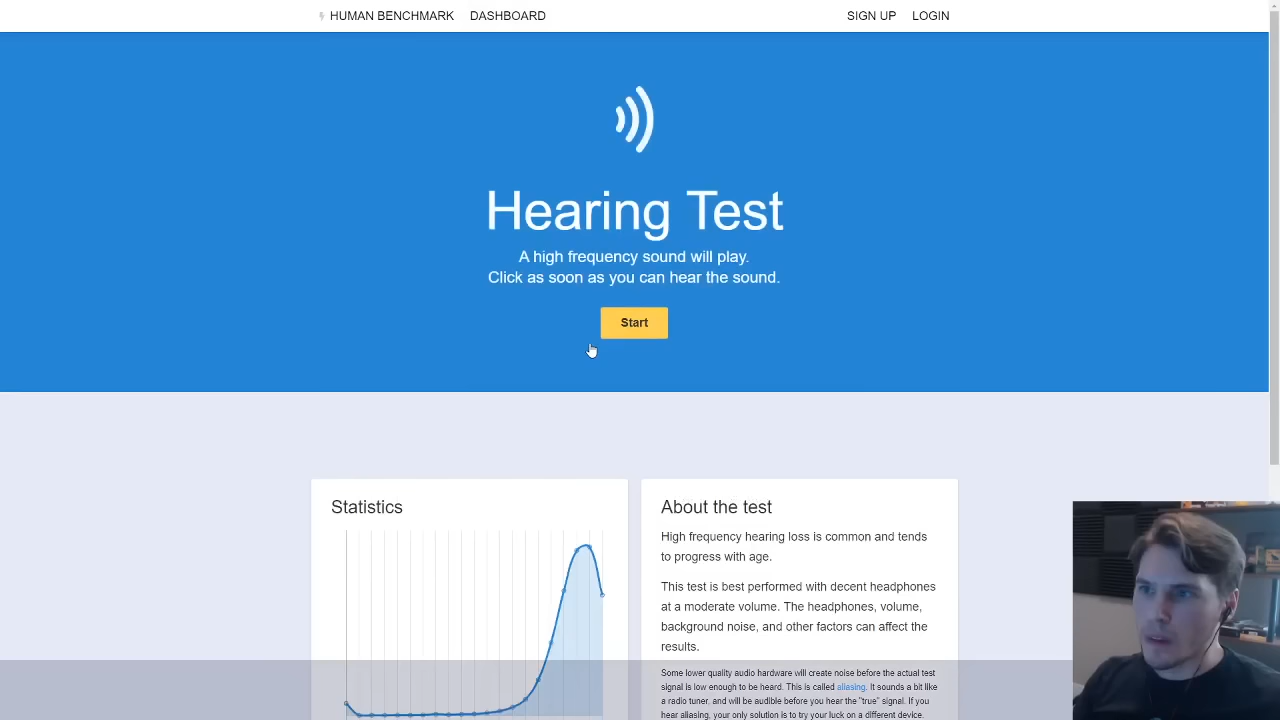 HUMAN BENCHMARK DASHBOARD SIGN UP LOGIN
Hearing Test
A high frequency sound will play.
Click as soon as you can hear the sound.
Start
Statistics
About the test
High frequency hearing loss is common and tends
to progress with age.
This test is best performed with decent headphones
at a moderate volume. The headphones, volume,
background noise, and other factors can affect the
results.
Some lower quality audio hardware will create noise before the actual test
signal is low enough to be heard. This is called aliasing. It sounds a bit like
a radio tuner, and will be audible before you hear the "true" signal. If you
hear aliasing, your only solution is to try your luck on a different device.